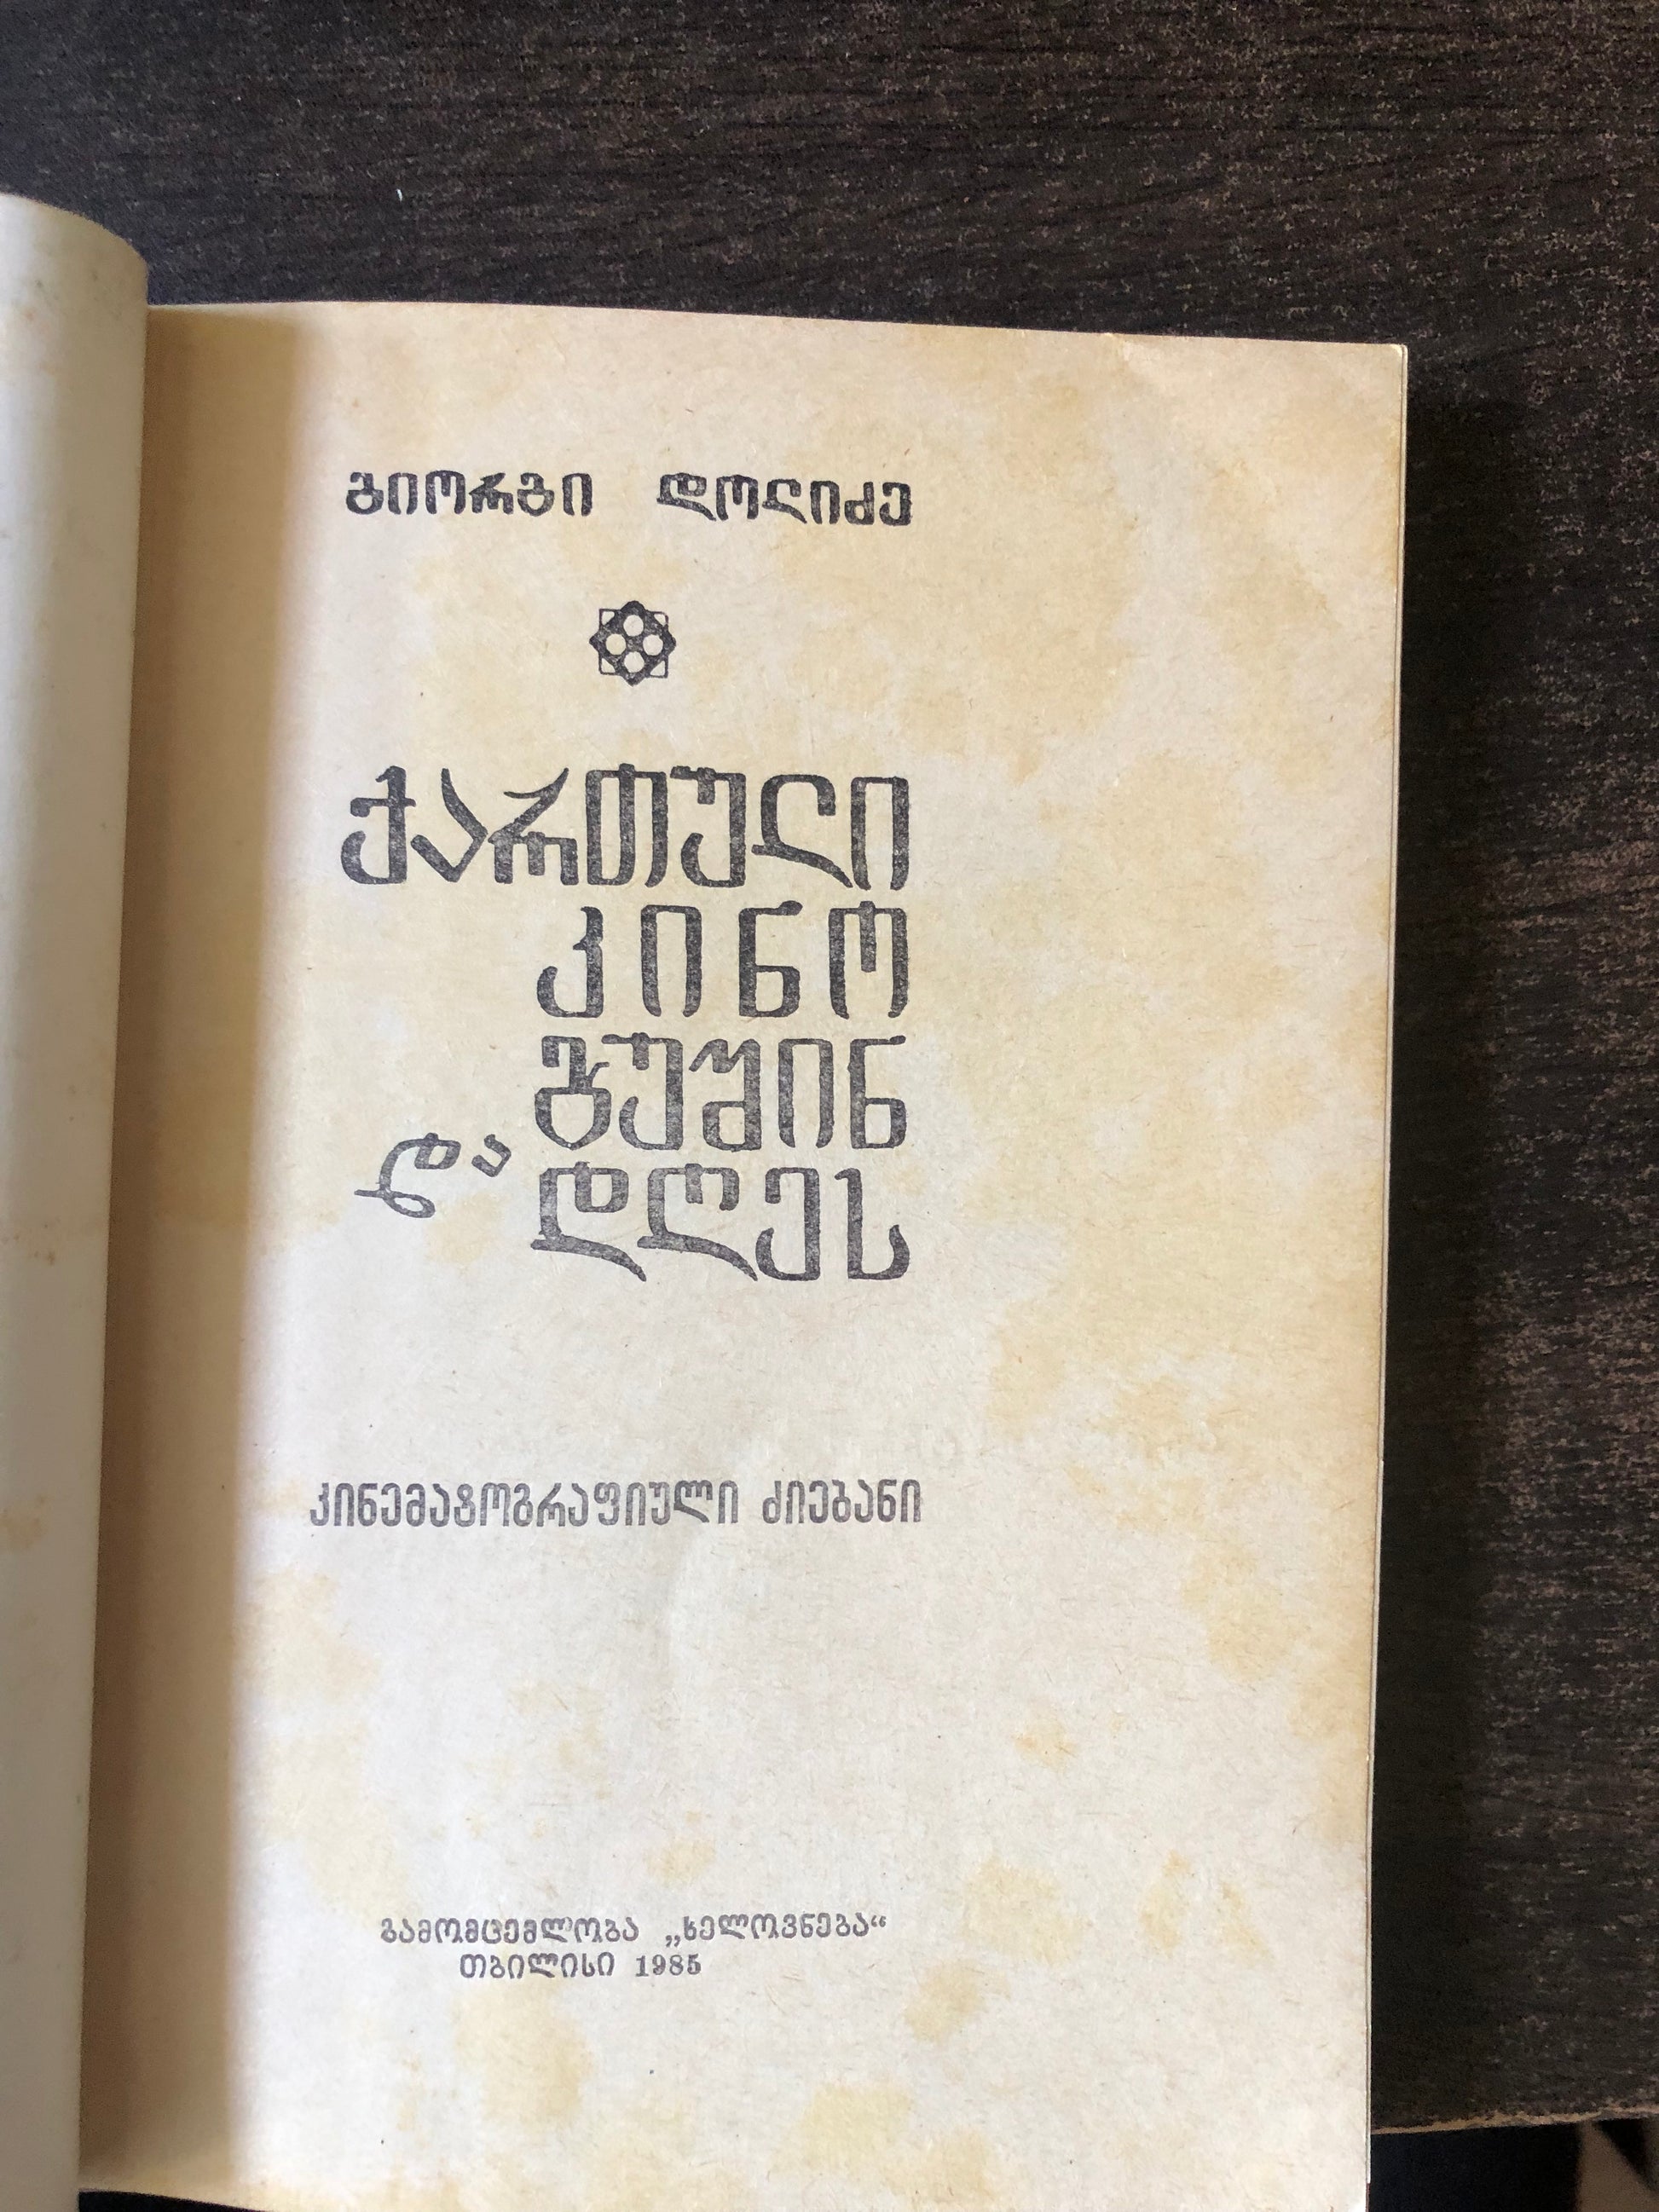 გიორგი დოლიძე
ქართული
კინო
გუშინ
და
დღეს
კინემატოგრაფიული ძიებანი
გამომცემლობა „ხელოვნება“
თბილისი 1985